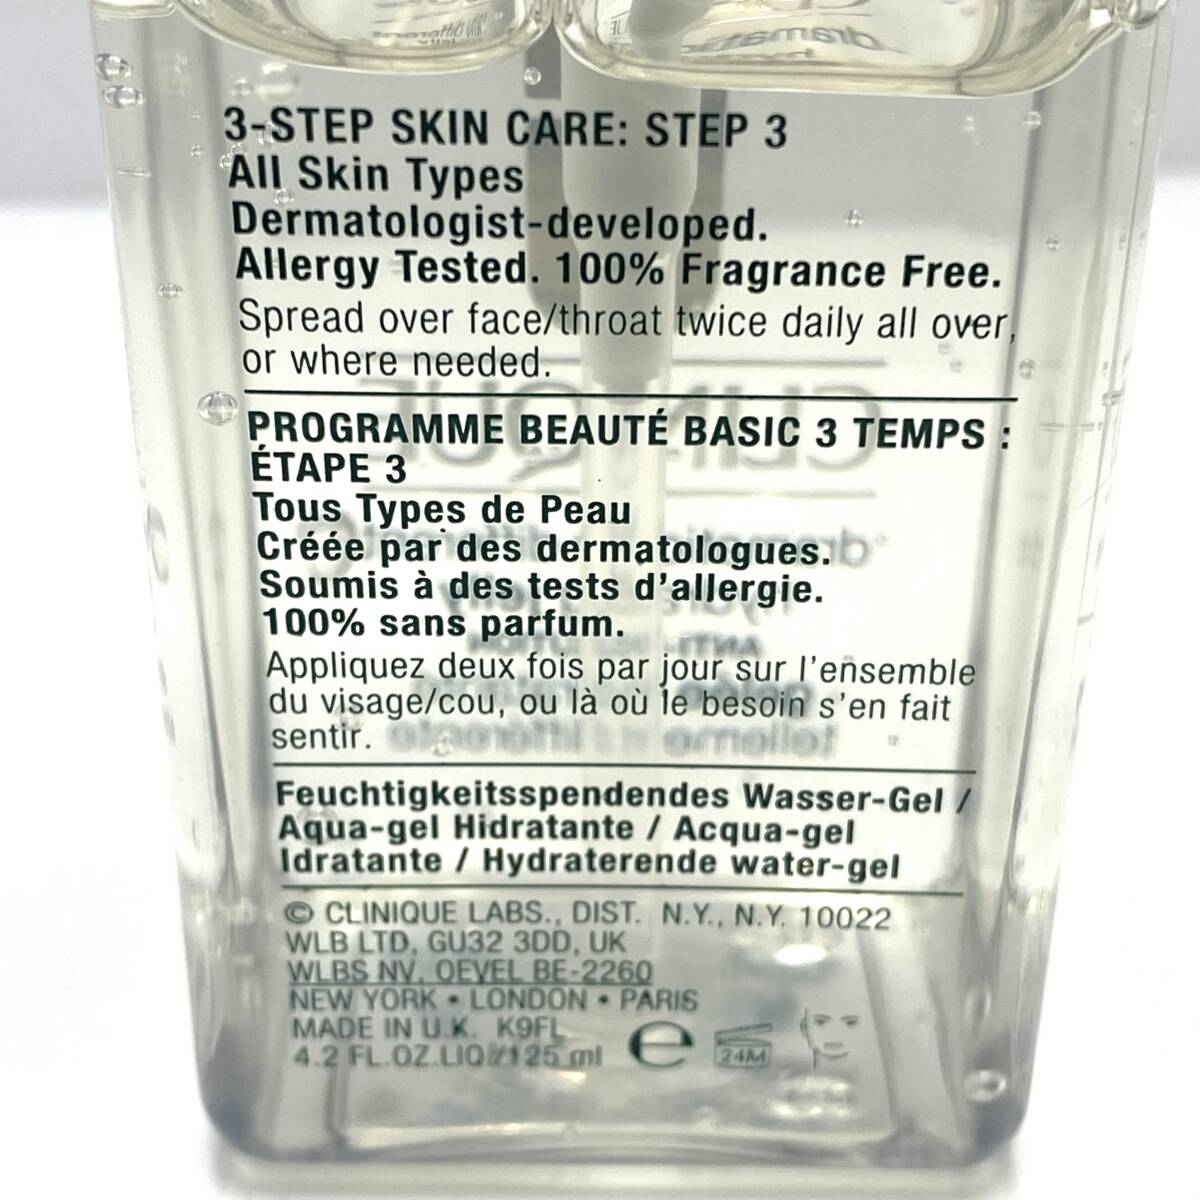 3-STEP SKIN CARE: STEP 3
All Skin Types
Dermatologist-developed.
Allergy Tested. 100% Fragrance Free.
Spread over face/throat twice daily all over,
or where needed.
PROGRAMME BEAUTÉ BASIC 3 TEMPS :
ÉTAPE 3
Tous Types de Peau
Créée par des dermatologues.
Soumis à des tests d'allergie.
100% sans parfum.
Appliquez deux fois par jour sur l'ensemble
du visage/cou, ou là où le besoin s'en fait
sentir.
Feuchtigkeitsspendendes Wasser-Gel /
Aqua-gel Hidratante / Acqua-gel
Idratante / Hydraterende water-gel
© CLINIQUE LABS., DIST. N.Y., N.Y. 10022
WLB LTD, GU32 3DD, UK
WLBS NV, OEVEL BE-2260
NEW YORK • LONDON • PARIS
MADE IN U.K. K9FL
4.2 FL.OZ.LIQ./125 ml e 24M